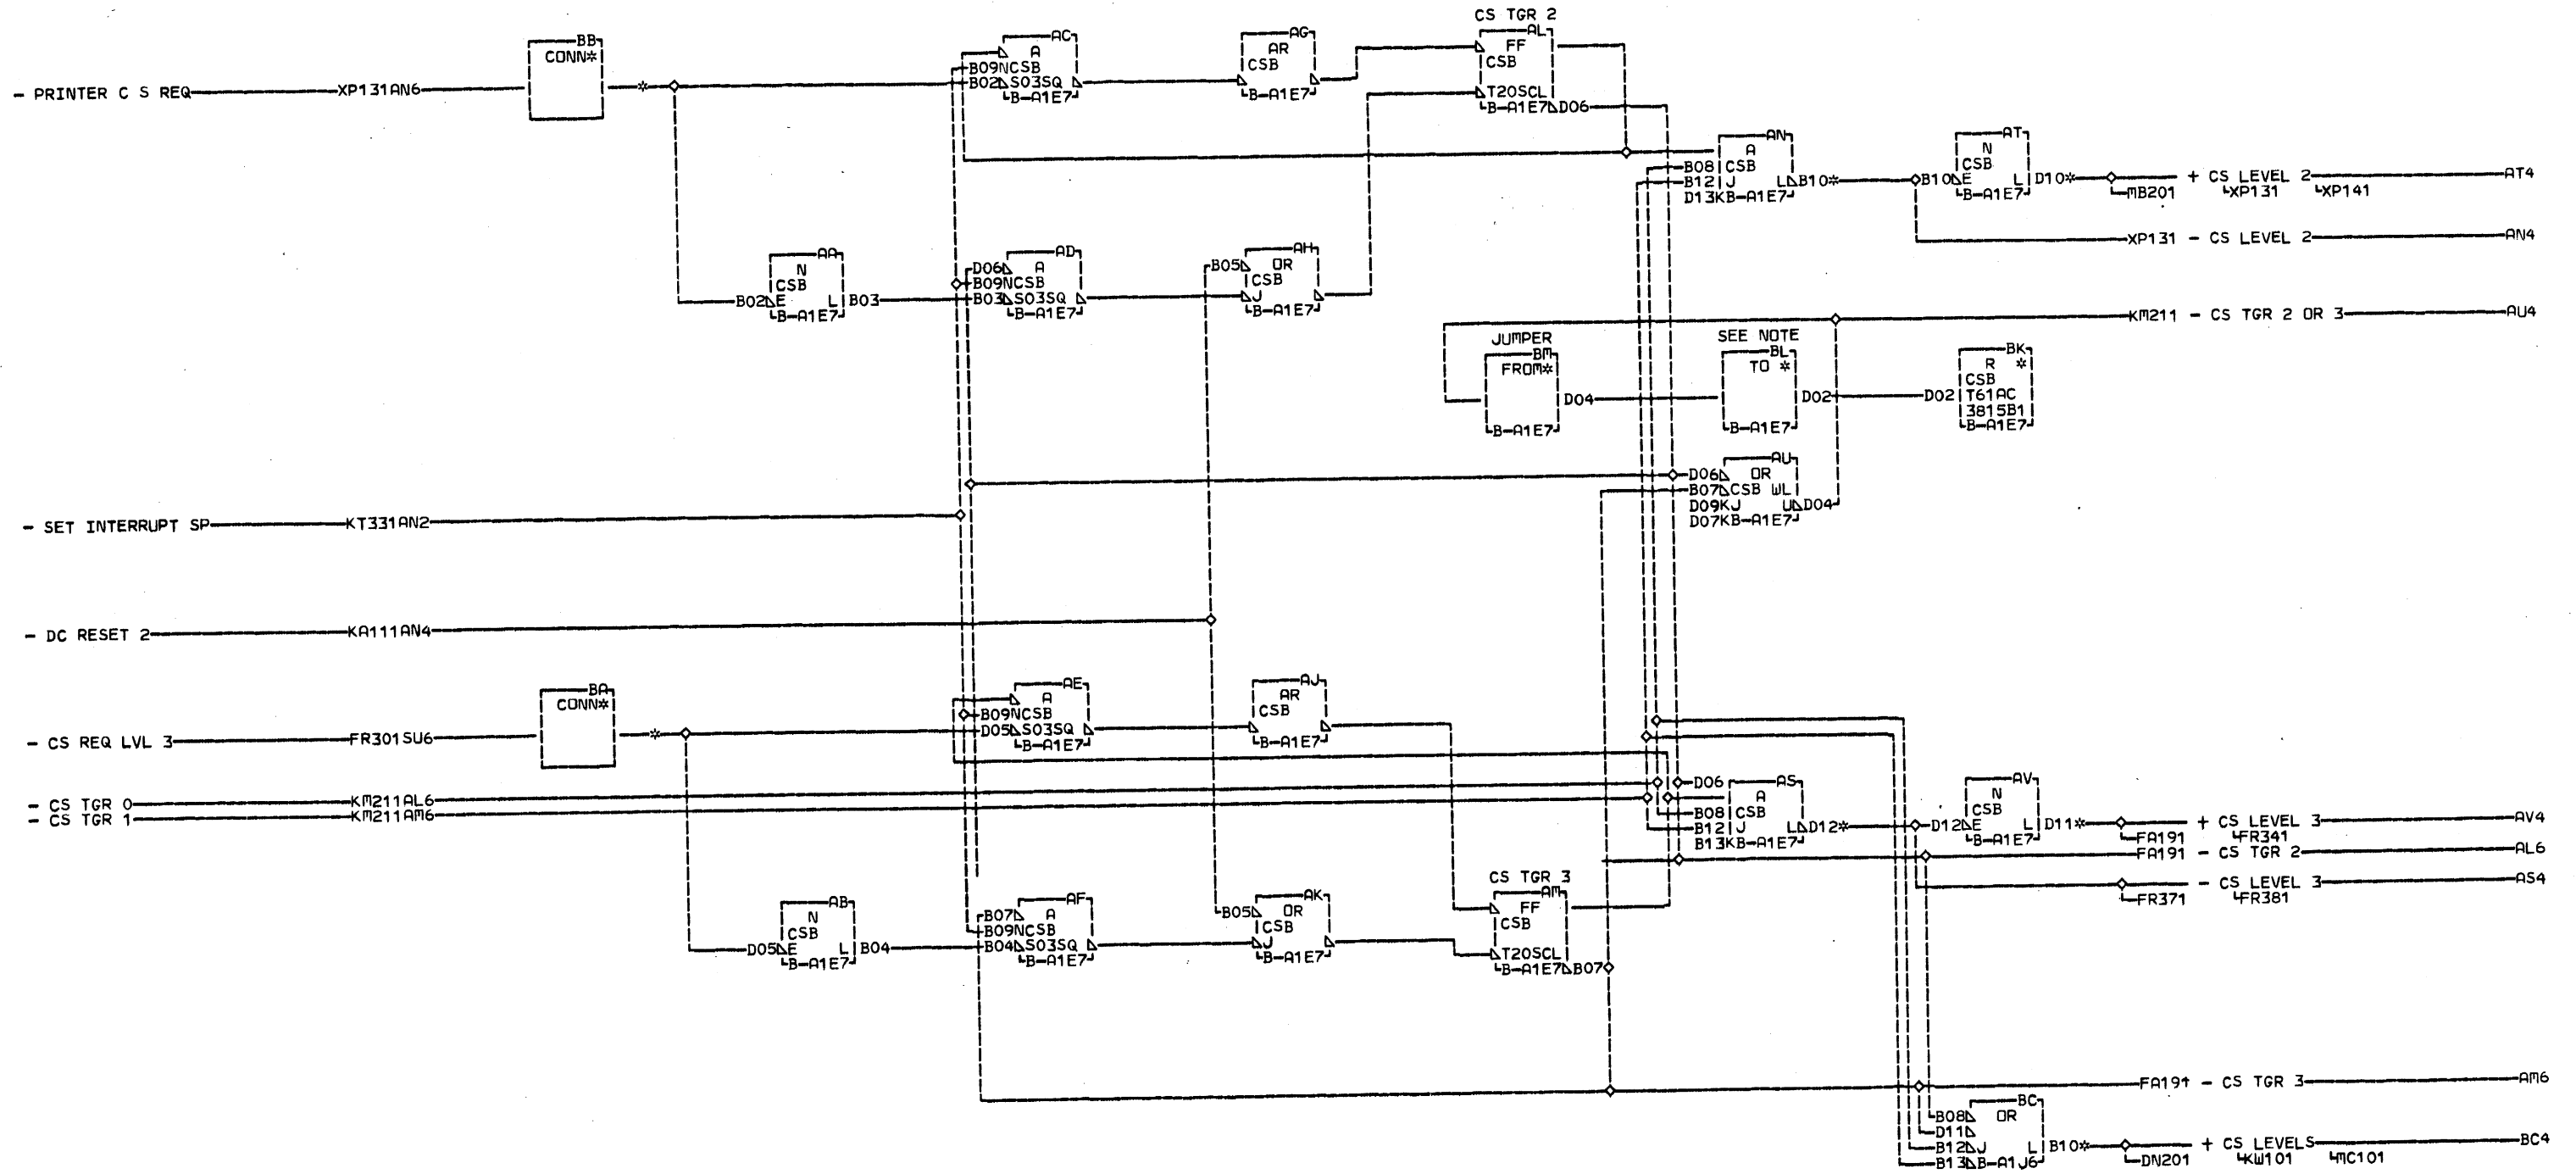 CS TGR 2
BB CONN*
AC A B09NCSB B02 S03SQ B-A1E7
AG AR CSB B-A1E7
AL FF CSB T20SCL B-A1E7 D06
- PRINTER C S REQ XP131AN6
AN A B08 CSB B12 J L B10* D13KB-A1E7
AT N CSB B10 E L D10* B-A1E7
+ CS LEVEL 2 AT4
MB201 XP131 XP141
XP131 - CS LEVEL 2 AN4
AA N CSB B02 E L B03 B-A1E7
AD D06 A B09NCSB B03 S03SQ B-A1E7
AH B05 OR CSB J B-A1E7
KM211 - CS TGR 2 OR 3 AU4
JUMPER
BM FROM* D04 B-A1E7
SEE NOTE
BL TO * D02 B-A1E7
BK R * CSB D02 T61AC 3815B1 B-A1E7
AU D06 OR B07 CSB WL D09KJ U D04 D07KB-A1E7
- SET INTERRUPT SP KT331AN2
- DC RESET 2 KA111AN4
BA CONN*
AE A B09NCSB D05 S03SQ B-A1E7
AJ AR CSB B-A1E7
- CS REQ LVL 3 FR301SU6
- CS TGR 0 KM211AL6
- CS TGR 1 KM211AM6
AS D06 A B08 CSB B12 J L D12* B13KB-A1E7
AV N CSB D12 E L D11* B-A1E7
+ CS LEVEL 3 AV4
FA191 FR341
FA191 - CS TGR 2 AL6
- CS LEVEL 3 AS4
FR371 FR381
CS TGR 3
AB N CSB D05 E L B04 B-A1E7
AF B07 A B09NCSB B04 S03SQ B-A1E7
AK B05 OR CSB J B-A1E7
AM FF CSB T20SCL B-A1E7 B07
FA191 - CS TGR 3 AM6
BC B08 OR D11 B12 J L B10* B13 B-A1J6
+ CS LEVELS BC4
DN201 KW101 MC101